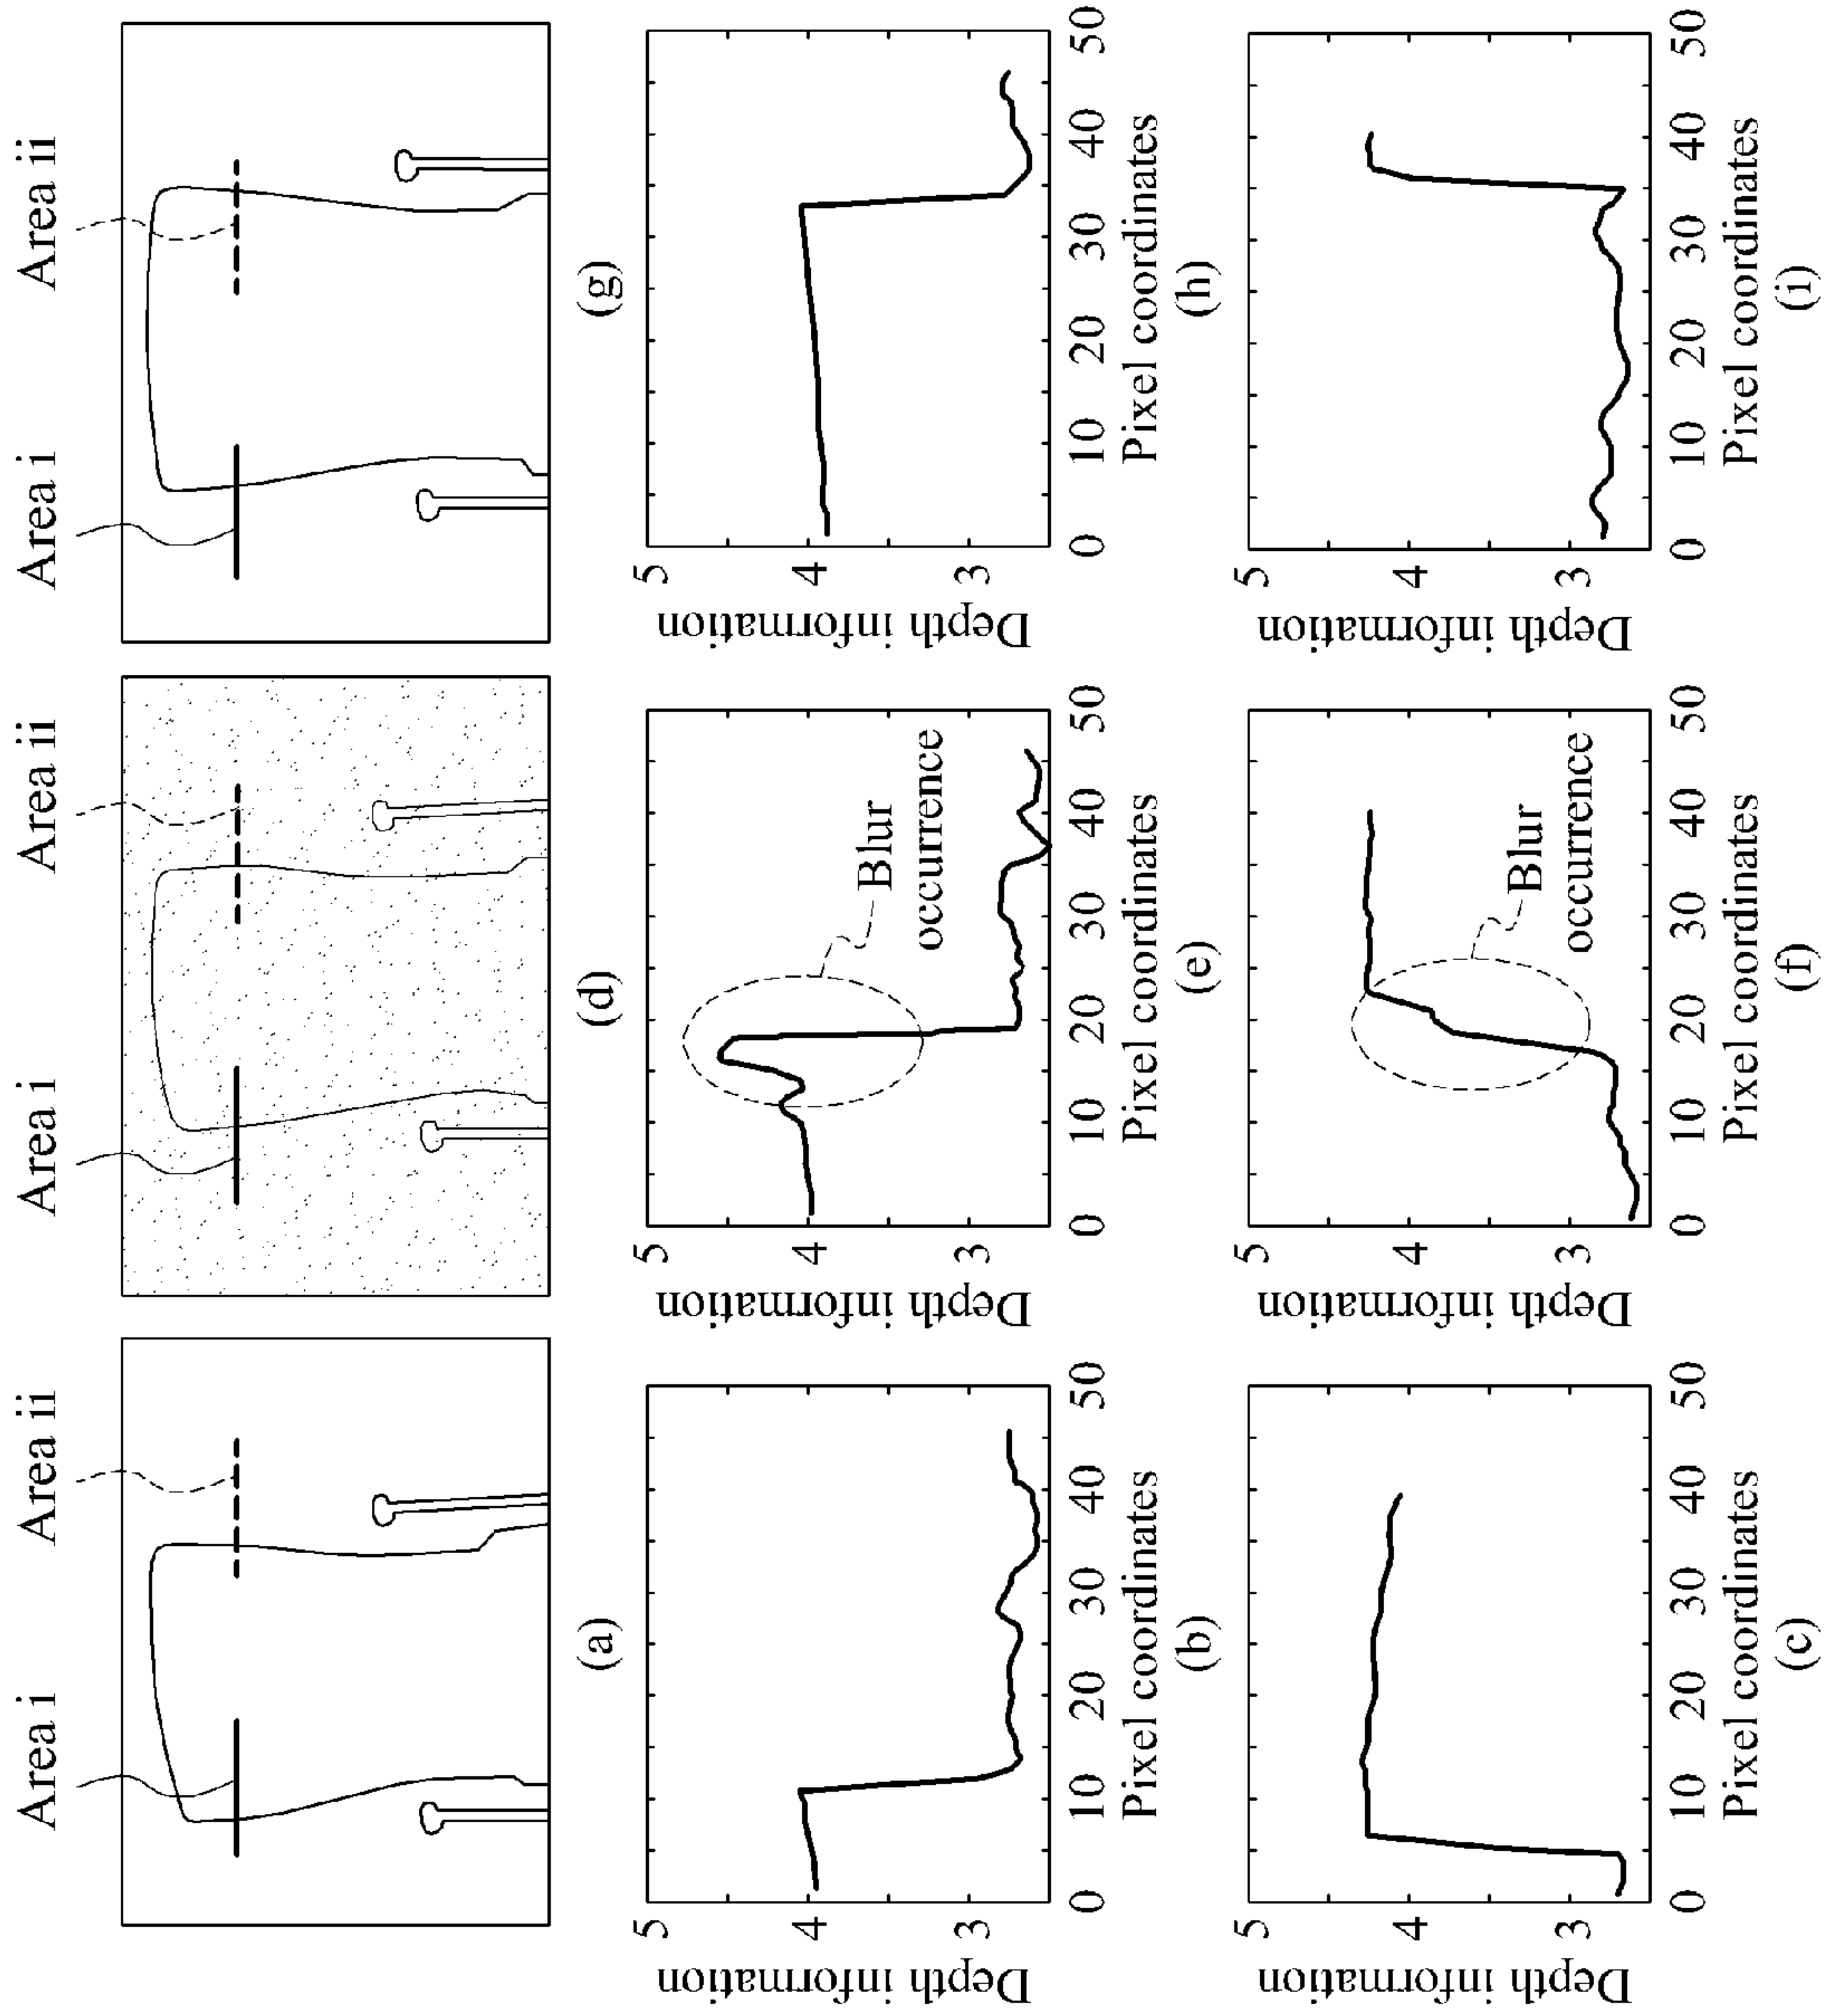 Area i
Area ii
Area i
Area ii
Area i
Area ii
(a)
(d)
(g)
Depth information
5
4
3
0 10 20 30 40 50
Pixel coordinates
(b)
Depth information
5
4
3
Blur
occurrence
0 10 20 30 40 50
Pixel coordinates
(e)
Depth information
5
4
3
0 10 20 30 40 50
Pixel coordinates
(h)
Depth information
5
4
3
0 10 20 30 40 50
Pixel coordinates
(c)
Depth information
5
4
3
Blur
occurrence
0 10 20 30 40 50
Pixel coordinates
(f)
Depth information
5
4
3
0 10 20 30 40 50
Pixel coordinates
(i)